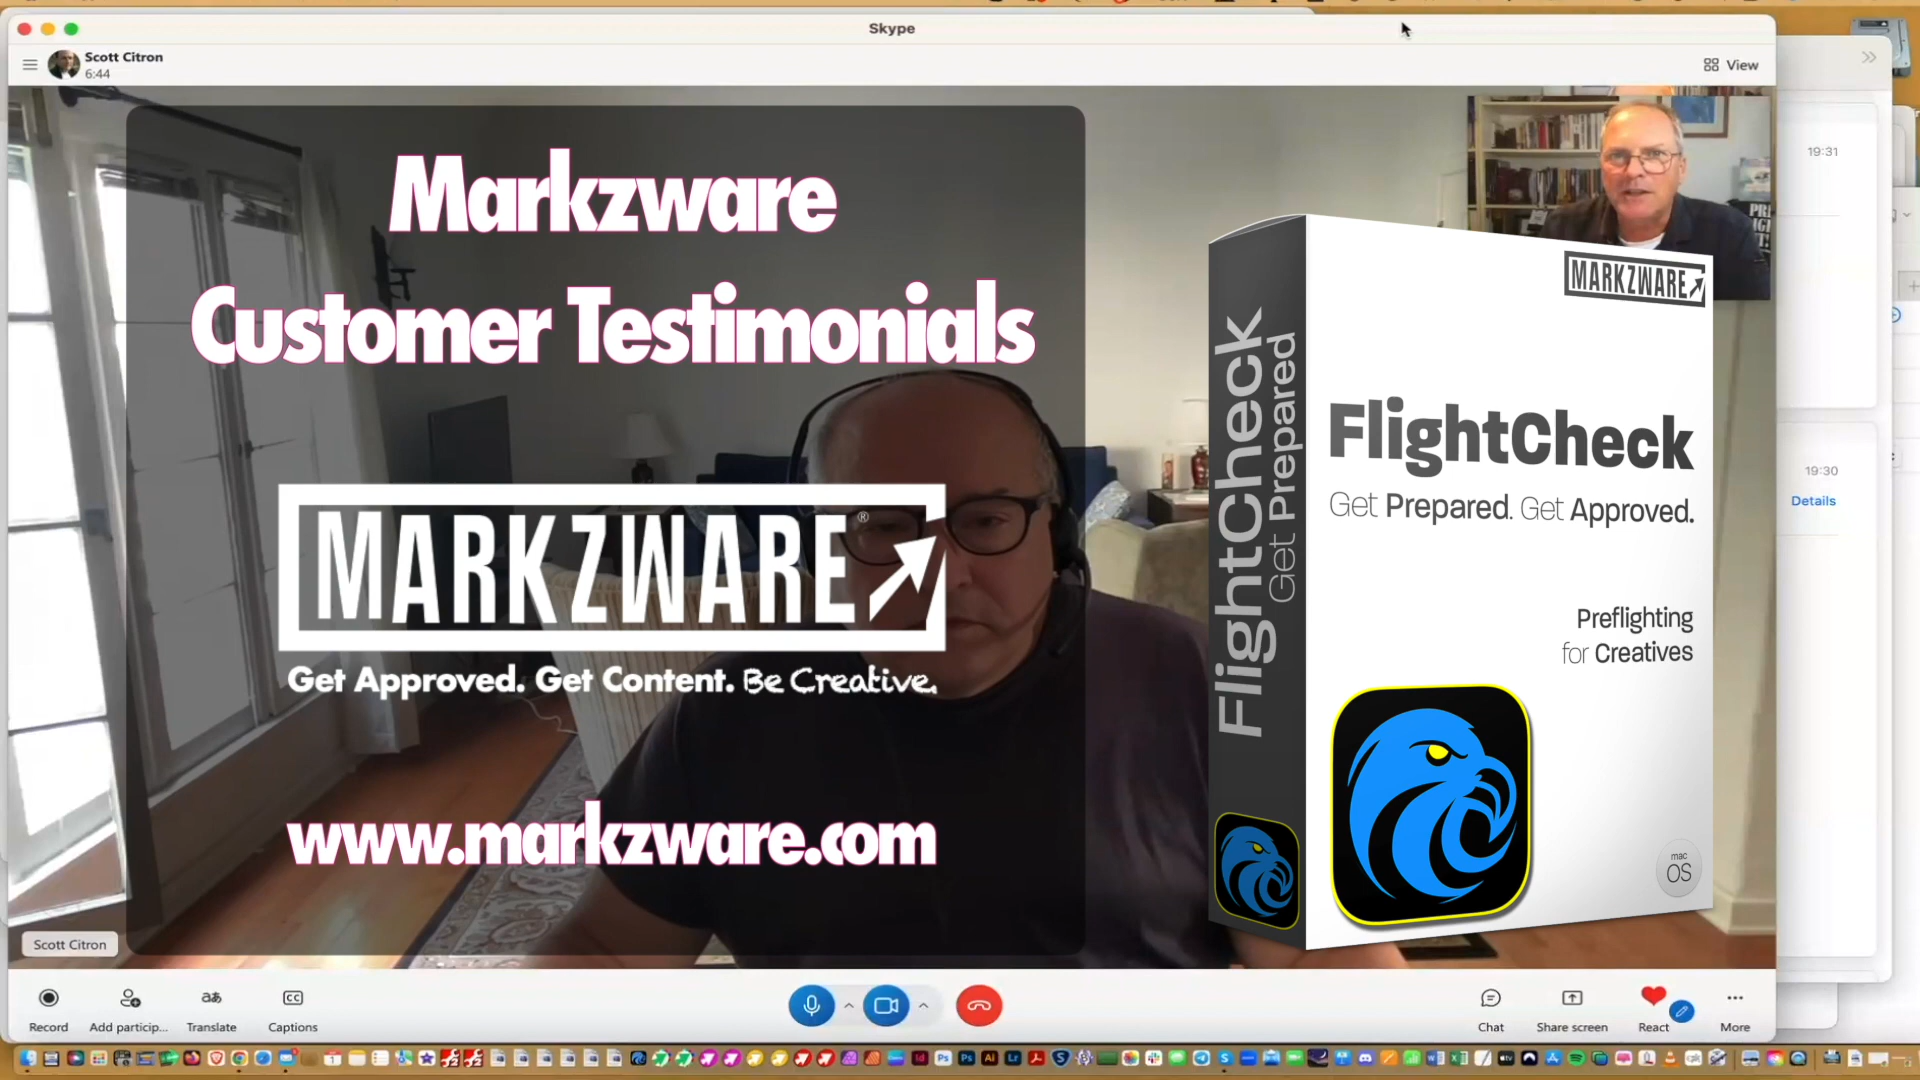 Skype
Scott Citron
6:44
View
19:31
Markzware
Customer Testimonials
MARKZWARE®
Get Approved. Get Content. Be Creative.
www.markzware.com
MARKZWARE
FlightCheck
Get Prepared
FlightCheck
Get Prepared. Get Approved.
Preflighting
for Creatives
mac
OS
19:30
Details
Scott Citron
Record
Add particip...
Translate
Captions
Chat
Share screen
React
More